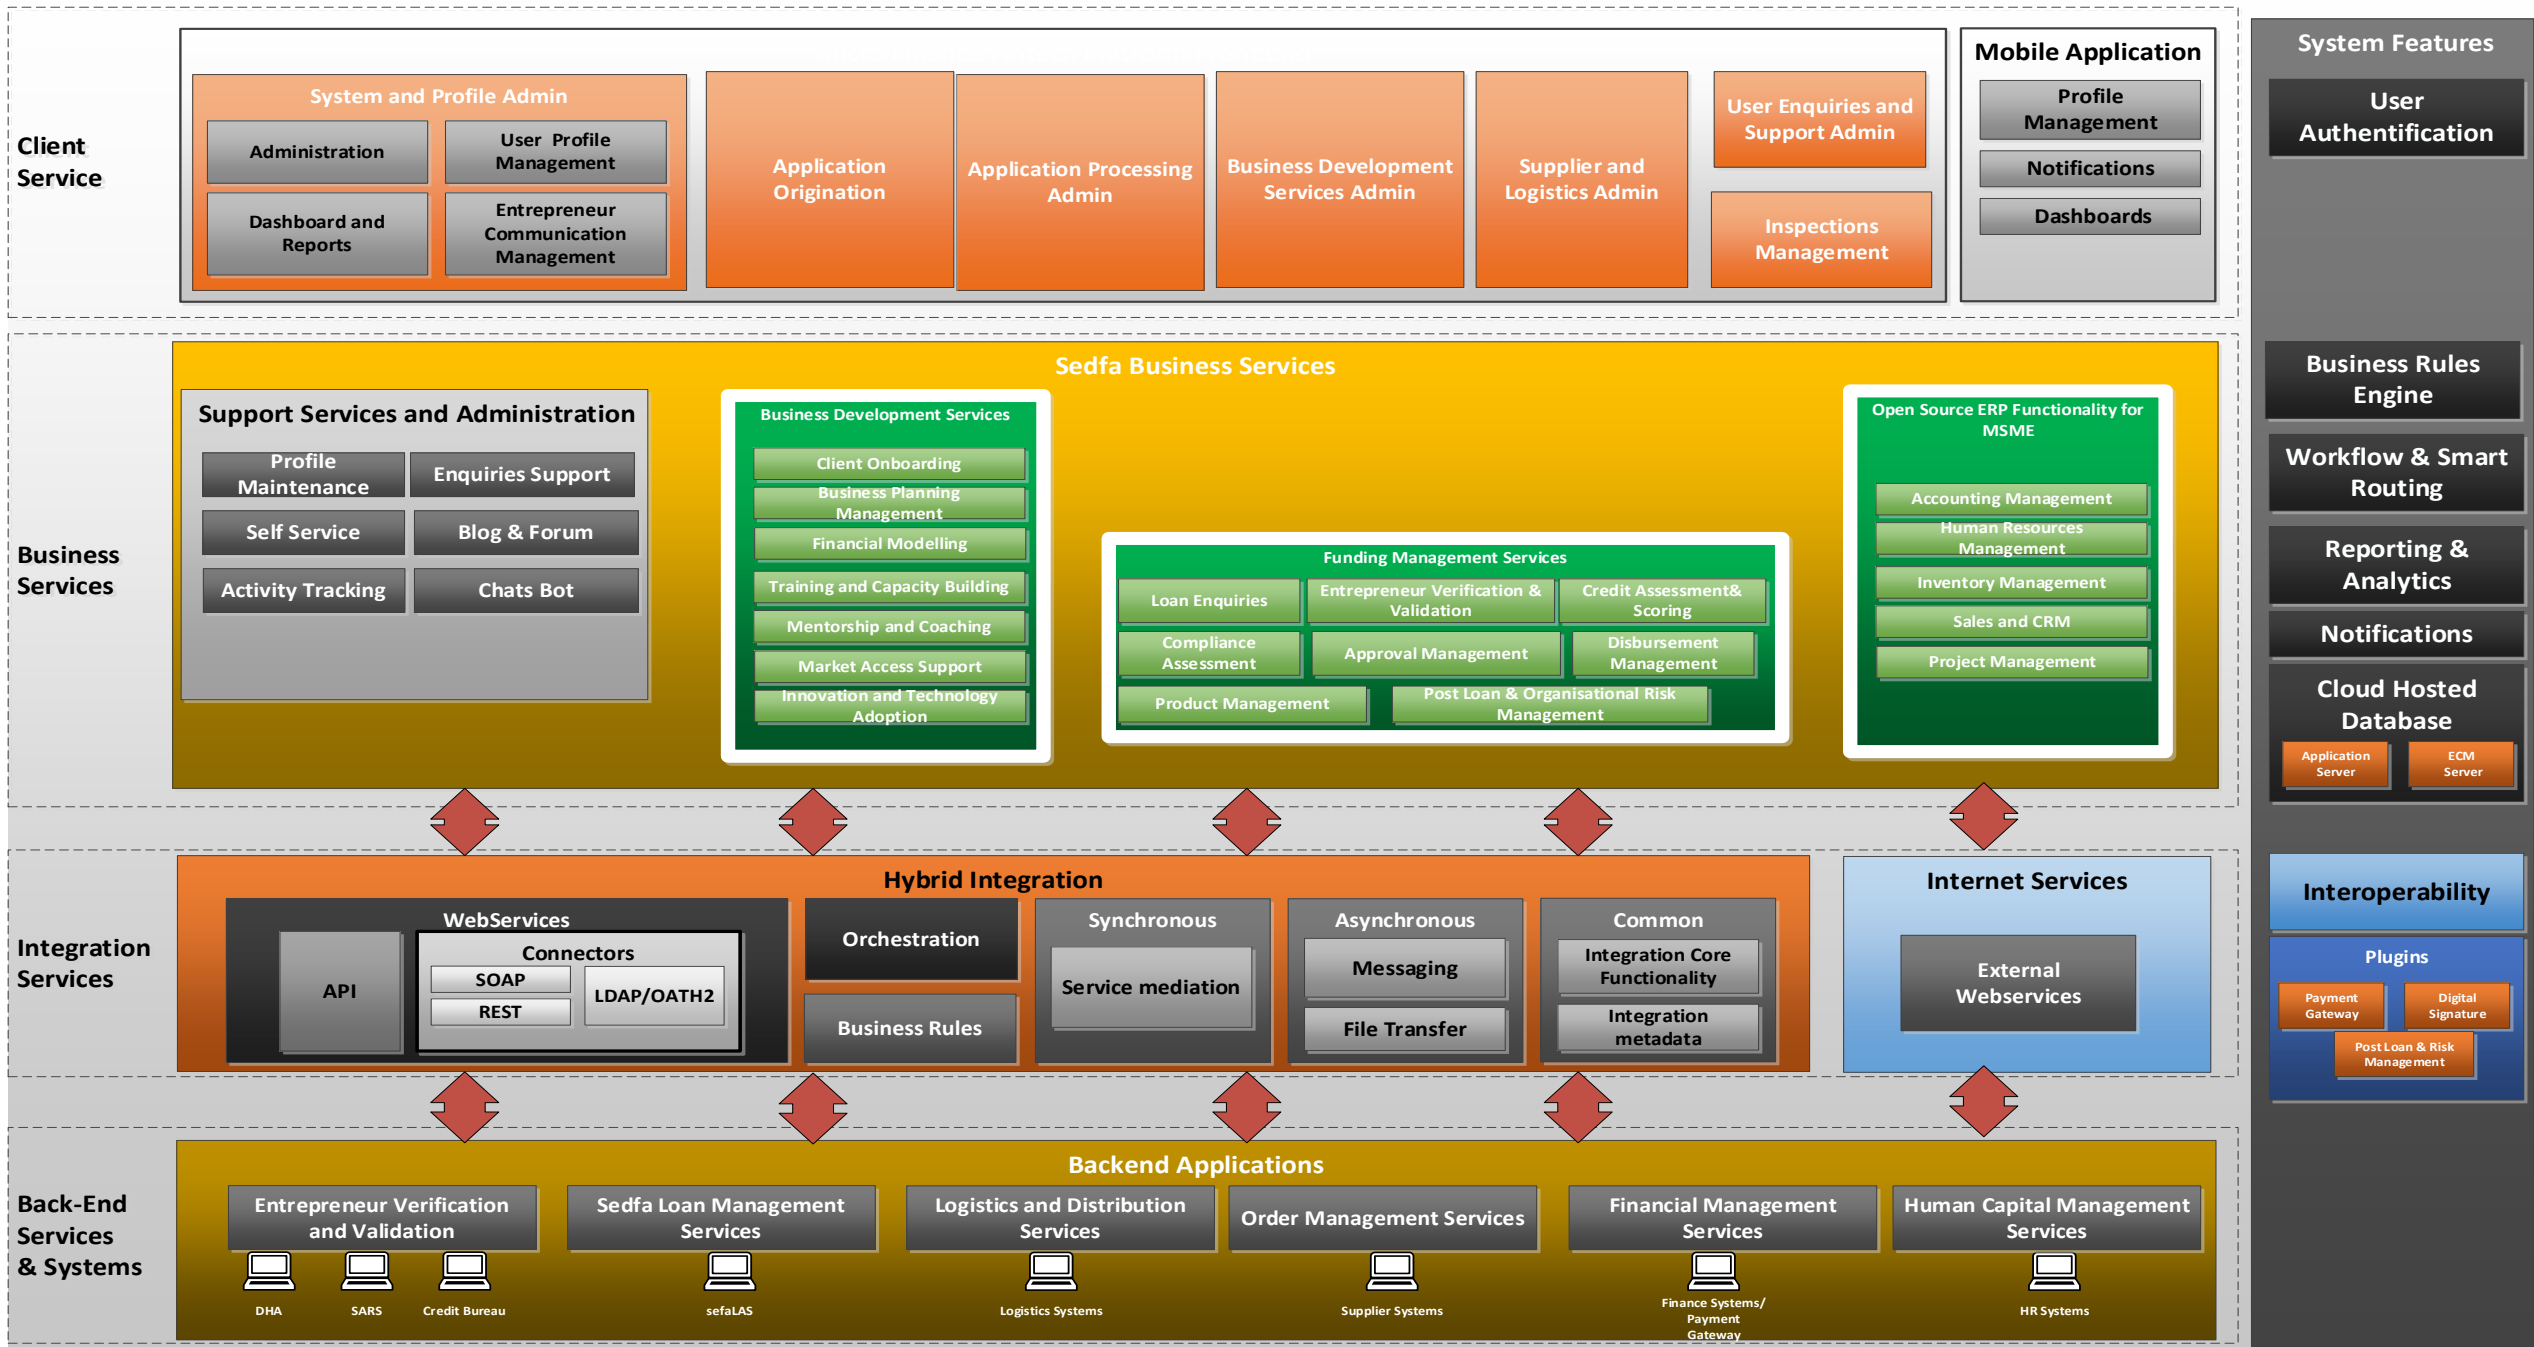 Client
Service
System and Profile Admin
Administration
User  Profile
Management
Dashboard and
Reports
Entrepreneur
Communication
Management
Application
Origination
Application Processing
Admin
Business Development
Services Admin
Supplier and
Logistics Admin
User Enquiries and
Support Admin
Inspections
Management
Mobile Application
Profile
Management
Notifications
Dashboards
Business
Services
Sedfa Business Services
Support Services and Administration
Profile
Maintenance
Enquiries Support
Self Service
Blog & Forum
Activity Tracking
Chats Bot
Business Development Services
Client Onboarding
Business Planning
Management
Financial Modelling
Training and Capacity Building
Mentorship and Coaching
Market Access Support
Innovation and Technology
Adoption
Funding Management Services
Loan Enquiries
Entrepreneur Verification &
Validation
Credit Assessment&
Scoring
Compliance
Assessment
Approval Management
Disbursement
Management
Product Management
Post Loan & Organisational Risk
Management
Open Source ERP Functionality for
MSME
Accounting Management
Human Resources
Management
Inventory Management
Sales and CRM
Project Management
Integration
Services
Hybrid Integration
WebServices
API
Connectors
SOAP
REST
LDAP/OATH2
Orchestration
Business Rules
Synchronous
Service mediation
Asynchronous
Messaging
File Transfer
Common
Integration Core
Functionality
Integration
metadata
Internet Services
External
Webservices
Back-End
Services
& Systems
Backend Applications
Entrepreneur Verification
and Validation
Sedfa Loan Management
Services
Logistics and Distribution
Services
Order Management Services
Financial Management
Services
Human Capital Management
Services
DHA
SARS
Credit Bureau
sefaLAS
Logistics Systems
Supplier Systems
Finance Systems/
Payment
Gateway
HR Systems
System Features
User
Authentification
Business Rules
Engine
Workflow & Smart
Routing
Reporting &
Analytics
Notifications
Cloud Hosted
Database
Application
Server
ECM
Server
Interoperability
Plugins
Payment
Gateway
Digital
Signature
Post Loan & Risk
Management